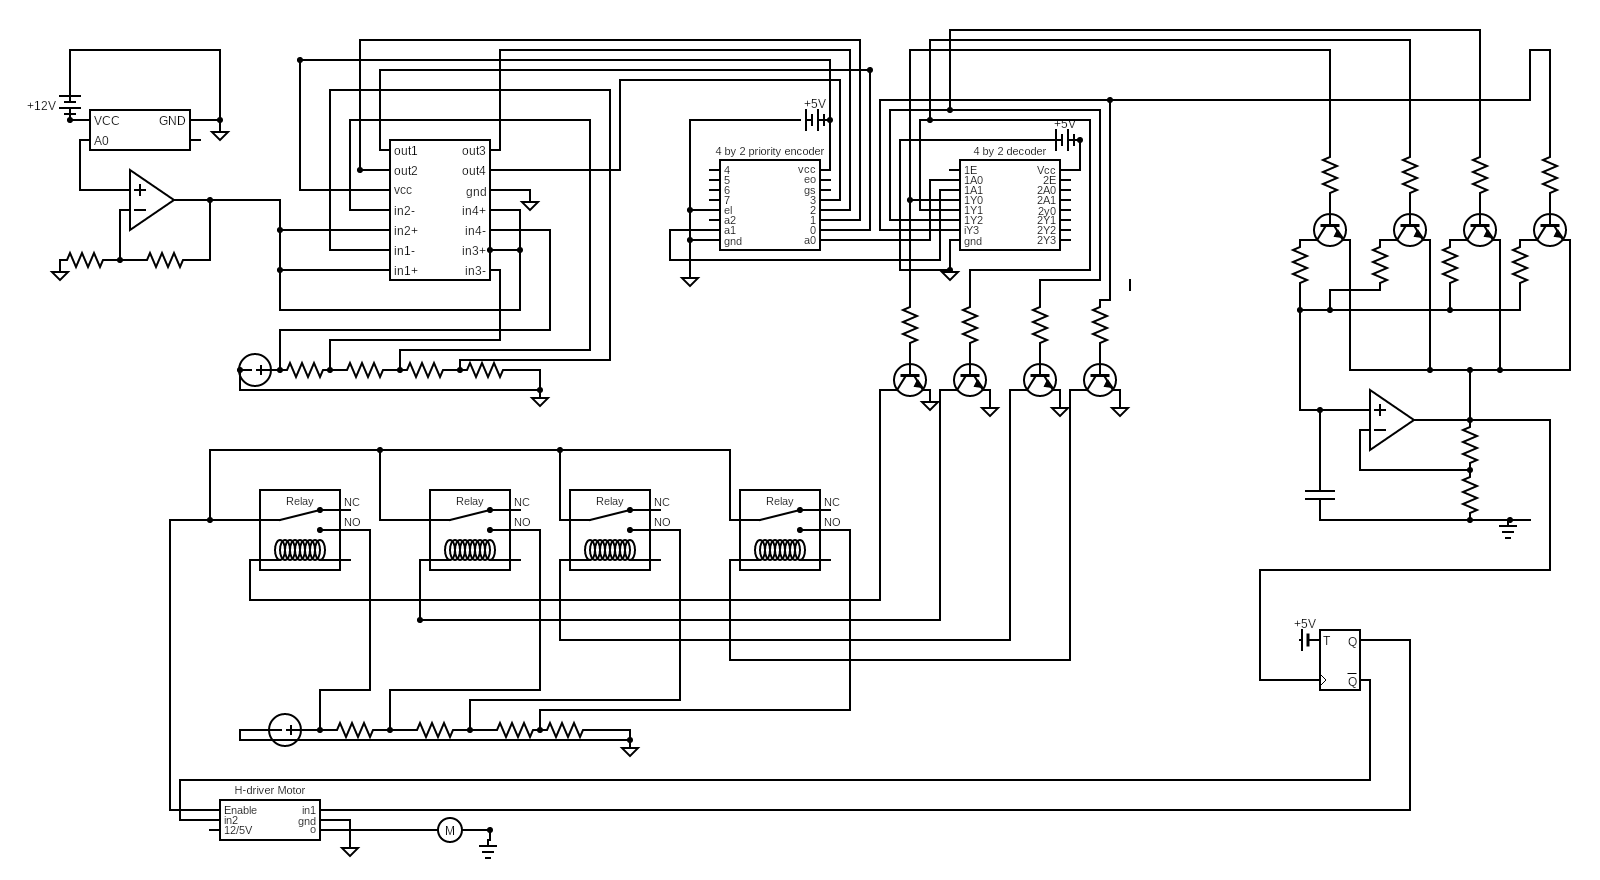 +12V
VCC
GND
A0
out1
out3
out2
out4
vcc
gnd
in2-
in4+
in2+
in4-
in1-
in3+
in1+
in3-
+5V
4 by 2 priority encoder
4
vcc
5
eo
6
gs
7
3
el
2
a2
1
a1
0
gnd
a0
+5V
4 by 2 decoder
1E
Vcc
1A0
2E
1A1
2A0
1Y0
2A1
1Y1
2y0
1Y2
2Y1
iY3
2Y2
gnd
2Y3
Relay
NC
NO
Relay
NC
NO
Relay
NC
NO
Relay
NC
NO
+5V
T
Q
Q
H-driver Motor
Enable
in1
in2
gnd
12/5V
o
M